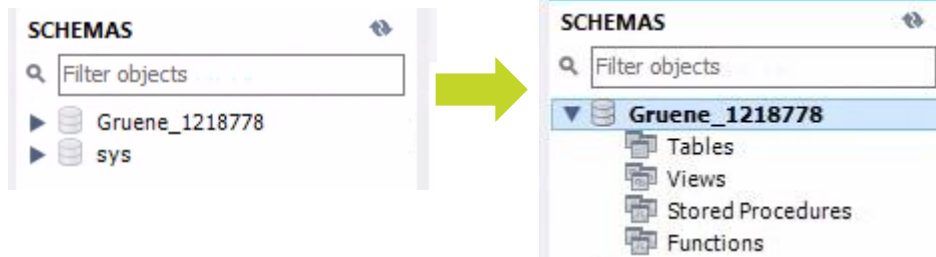 SCHEMAS
Filter objects
Gruene_1218778
sys
SCHEMAS
Filter objects
Gruene_1218778
Tables
Views
Stored Procedures
Functions